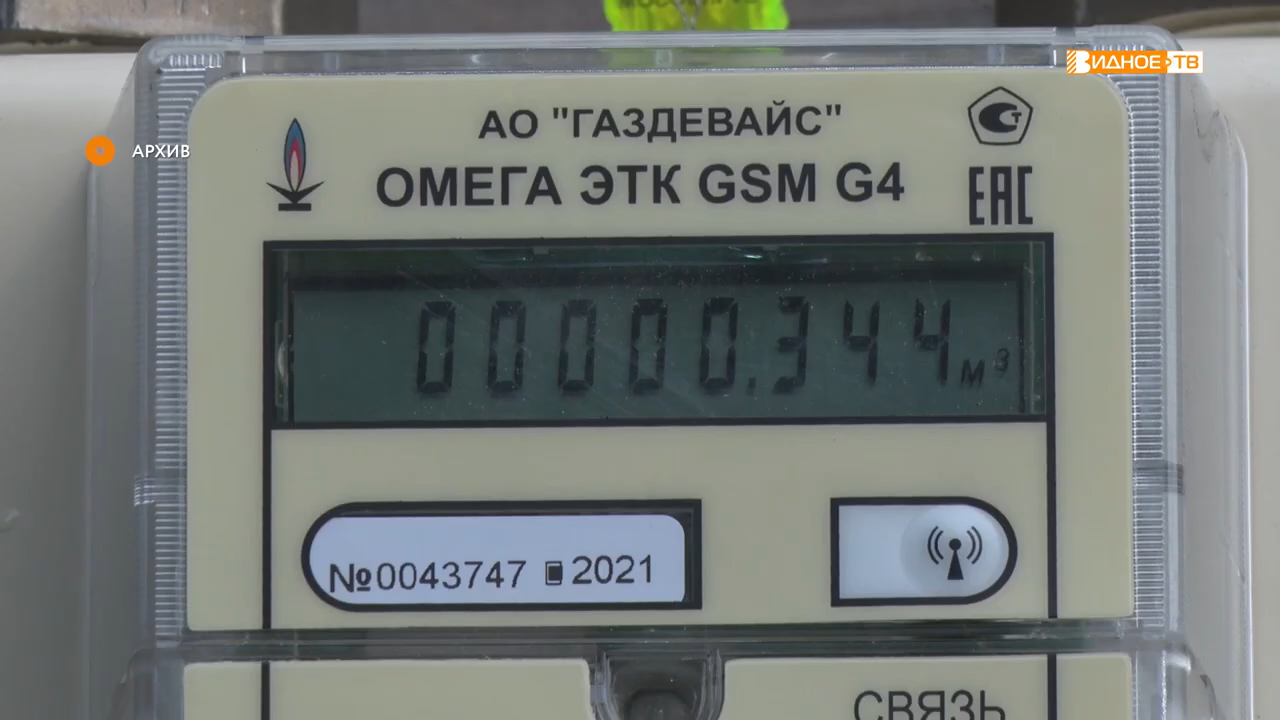 ВИДНОЕ ТВ
АРХИВ
АО "ГАЗДЕВАЙС"
ОМЕГА ЭТК GSM G4
ЕАС
00000.344 м³
№0043747 2021
СВЯЗЬ